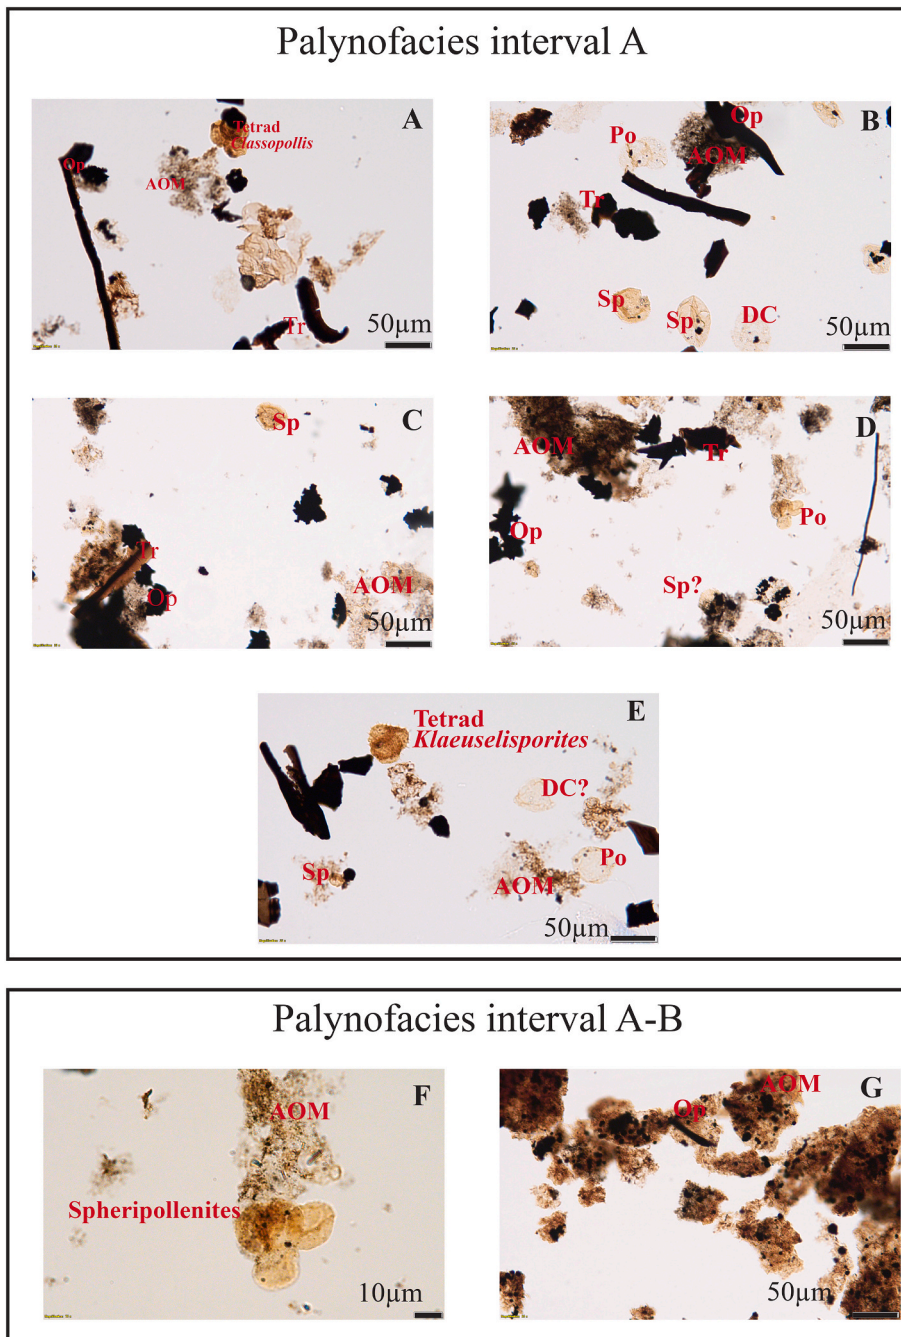 Palynofacies interval A
A
Tetrad
Classopollis
Op
AOM
Tr
50µm
B
Op
Po
AOM
Tr
Sp
Sp
DC
50µm
C
Sp
Tr
Op
AOM
50µm
D
AOM
Tr
Op
Po
Sp?
50µm
E
Tetrad
Klaeuselisporites
DC?
Sp
AOM
Po
50µm
Palynofacies interval A-B
F
AOM
Spheripollenites
10µm
G
AOM
Op
50µm